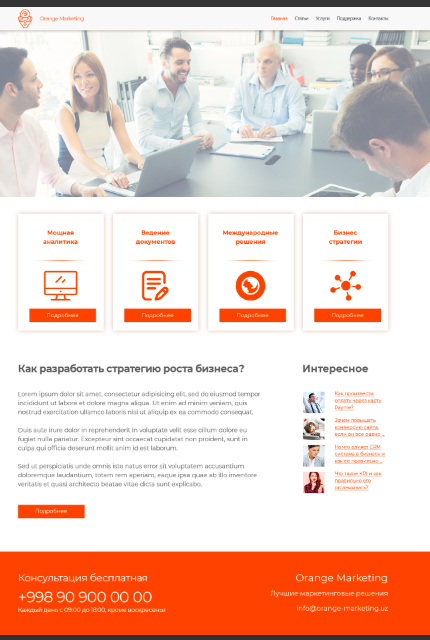 Orange Marketing
Главная Статьи Услуги Поддержка Контакты
Мощная
аналитика
Ведение
документов
Международные
решения
Бизнес
стратегии
Подробнее
Подробнее
Подробнее
Подробнее
Как разработать стратегию роста бизнеса?
Lorem ipsum dolor sit amet, consectetur adipisicing elit, sed do eiusmod tempor
incididunt ut labore et dolore magna aliqua. Ut enim ad minim veniam, quis
nostrud exercitation ullamco laboris nisi ut aliquip ex ea commodo consequat.
Duis aute irure dolor in reprehenderit in voluptate velit esse cillum dolore eu
fugiat nulla pariatur. Excepteur sint occaecat cupidatat non proident, sunt in
culpa qui officia deserunt mollit anim id est laborum.
Sed ut perspiciatis unde omnis iste natus error sit voluptatem accusantium
doloremque laudantium, totam rem aperiam, eaque ipsa quae ab illo inventore
veritatis et quasi architecto beatae vitae dicta sunt explicabo.
Подробнее
Интересное
Как произвести
оплату через карту
Зачем повышать
конверсию сайта,
если он все равно ...
На что влияет CRM
система в бизнесе и
как ее правильно ...
Что такое KPI и как
правильно его
отслеживать?
Консультация бесплатная
+998 90 900 00 00
Каждый день с 09:00 до 18:00, кроме воскресенья
Orange Marketing
Лучшие маркетинговые решения
info@orange-marketing.uz